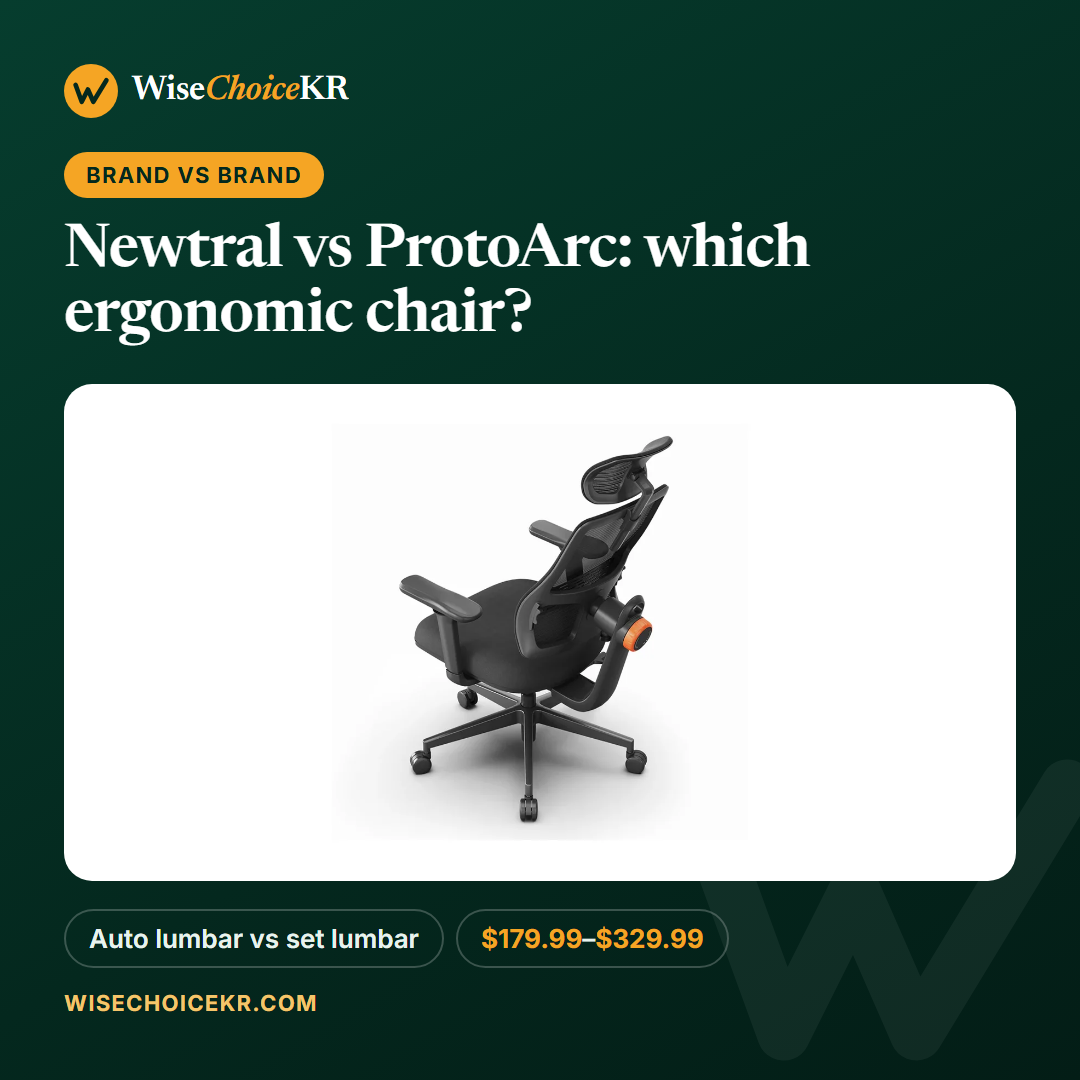 WiseChoiceKR
BRAND VS BRAND
Newtral vs ProtoArc: which
ergonomic chair?
Auto lumbar vs set lumbar
$179.99–$329.99
WISECHOICEKR.COM